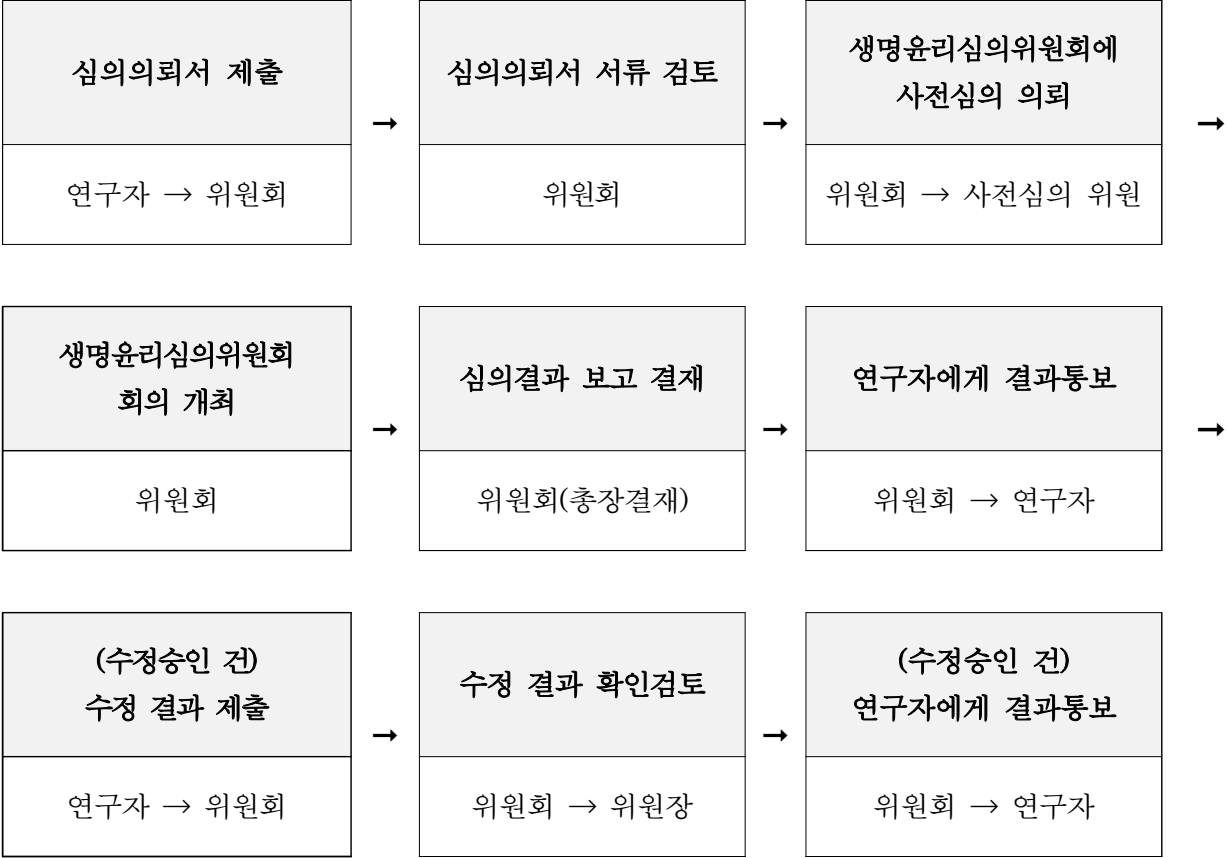 심의의뢰서 제출
연구자 → 위원회
➞
심의의뢰서 서류 검토
위원회
➞
생명윤리심의위원회에
사전심의 의뢰
위원회 → 사전심의 위원
➞
생명윤리심의위원회
회의 개최
위원회
➞
심의결과 보고 결재
위원회(총장결재)
➞
연구자에게 결과통보
위원회 → 연구자
➞
(수정승인 건)
수정 결과 제출
연구자 → 위원회
➞
수정 결과 확인검토
위원회 → 위원장
➞
(수정승인 건)
연구자에게 결과통보
위원회 → 연구자